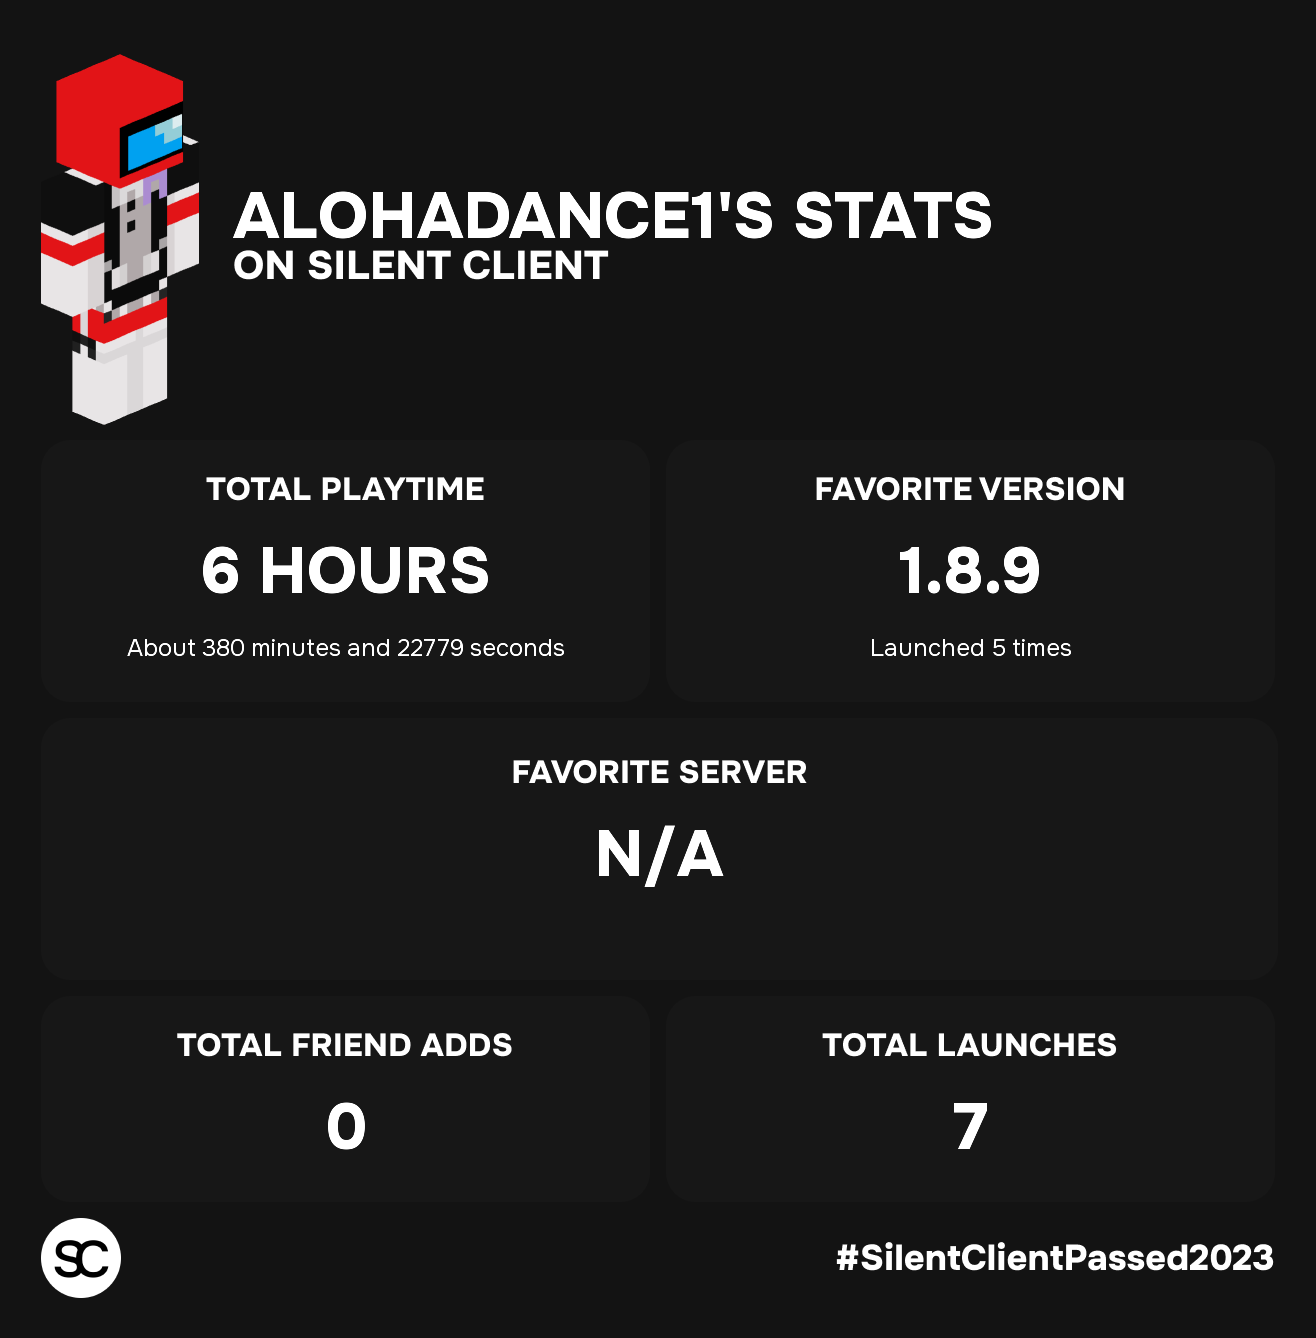 ALOHADANCE1'S STATS
ON SILENT CLIENT
TOTAL PLAYTIME
6 HOURS
About 380 minutes and 22779 seconds
FAVORITE VERSION
1.8.9
Launched 5 times
FAVORITE SERVER
N/A
TOTAL FRIEND ADDS
0
TOTAL LAUNCHES
7
SC
#SilentClientPassed2023